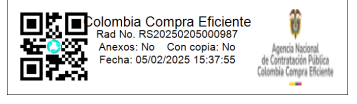 Colombia Compra Eficiente
Rad No. RS20250205000987
Anexos: No Con copia: No
Fecha: 05/02/2025 15:37:55
Agencia Nacional
de Contratación Pública
Colombia Compra Eficiente